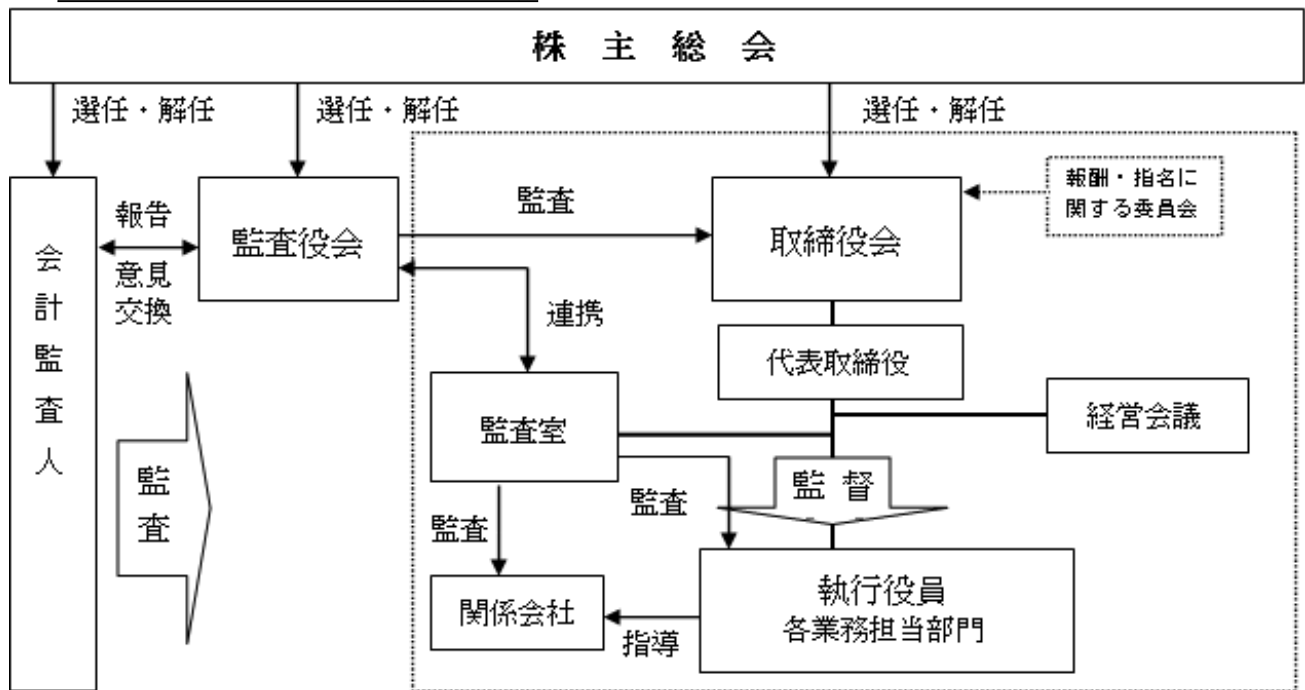 株主総会
選任・解任
選任・解任
選任・解任
会計監査人
報告
意見
交換
監査役会
監査
取締役会
報酬・指名に
関する委員会
連携
代表取締役
監査室
経営会議
監査
監督
監査
監査
関係会社
指導
執行役員
各業務担当部門